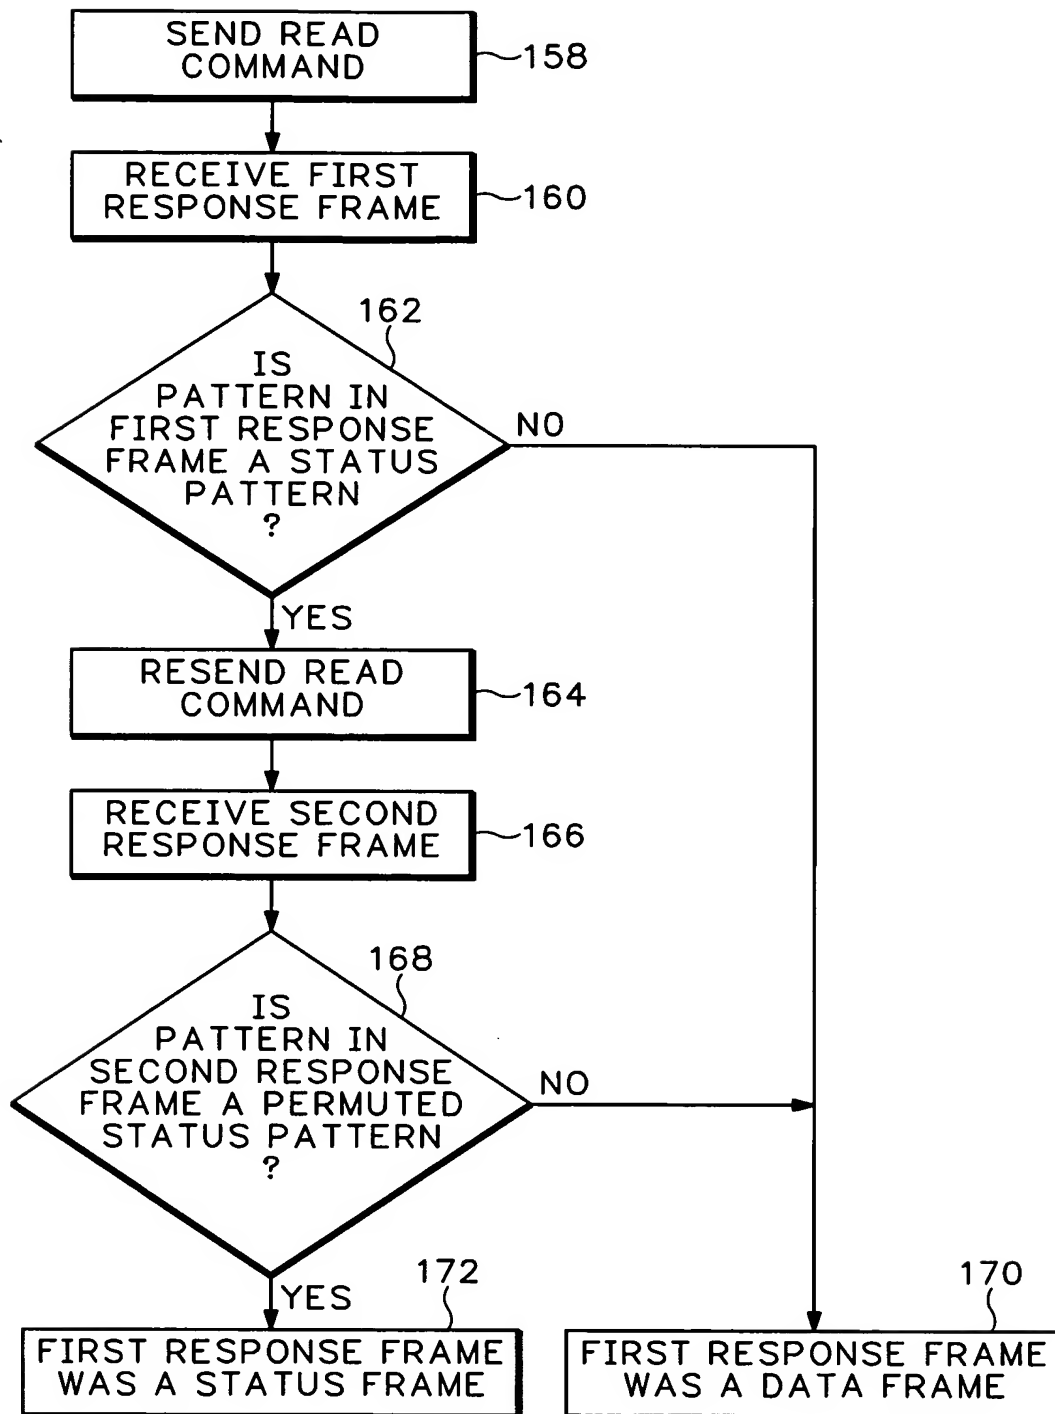 SEND READ
COMMAND
158
RECEIVE FIRST
RESPONSE FRAME
160
162
IS
PATTERN IN
FIRST RESPONSE
FRAME A STATUS
PATTERN
?
NO
YES
RESEND READ
COMMAND
164
RECEIVE SECOND
RESPONSE FRAME
166
168
IS
PATTERN IN
SECOND RESPONSE
FRAME A PERMUTED
STATUS PATTERN
?
NO
YES
172
170
FIRST RESPONSE FRAME
WAS A STATUS FRAME
FIRST RESPONSE FRAME
WAS A DATA FRAME